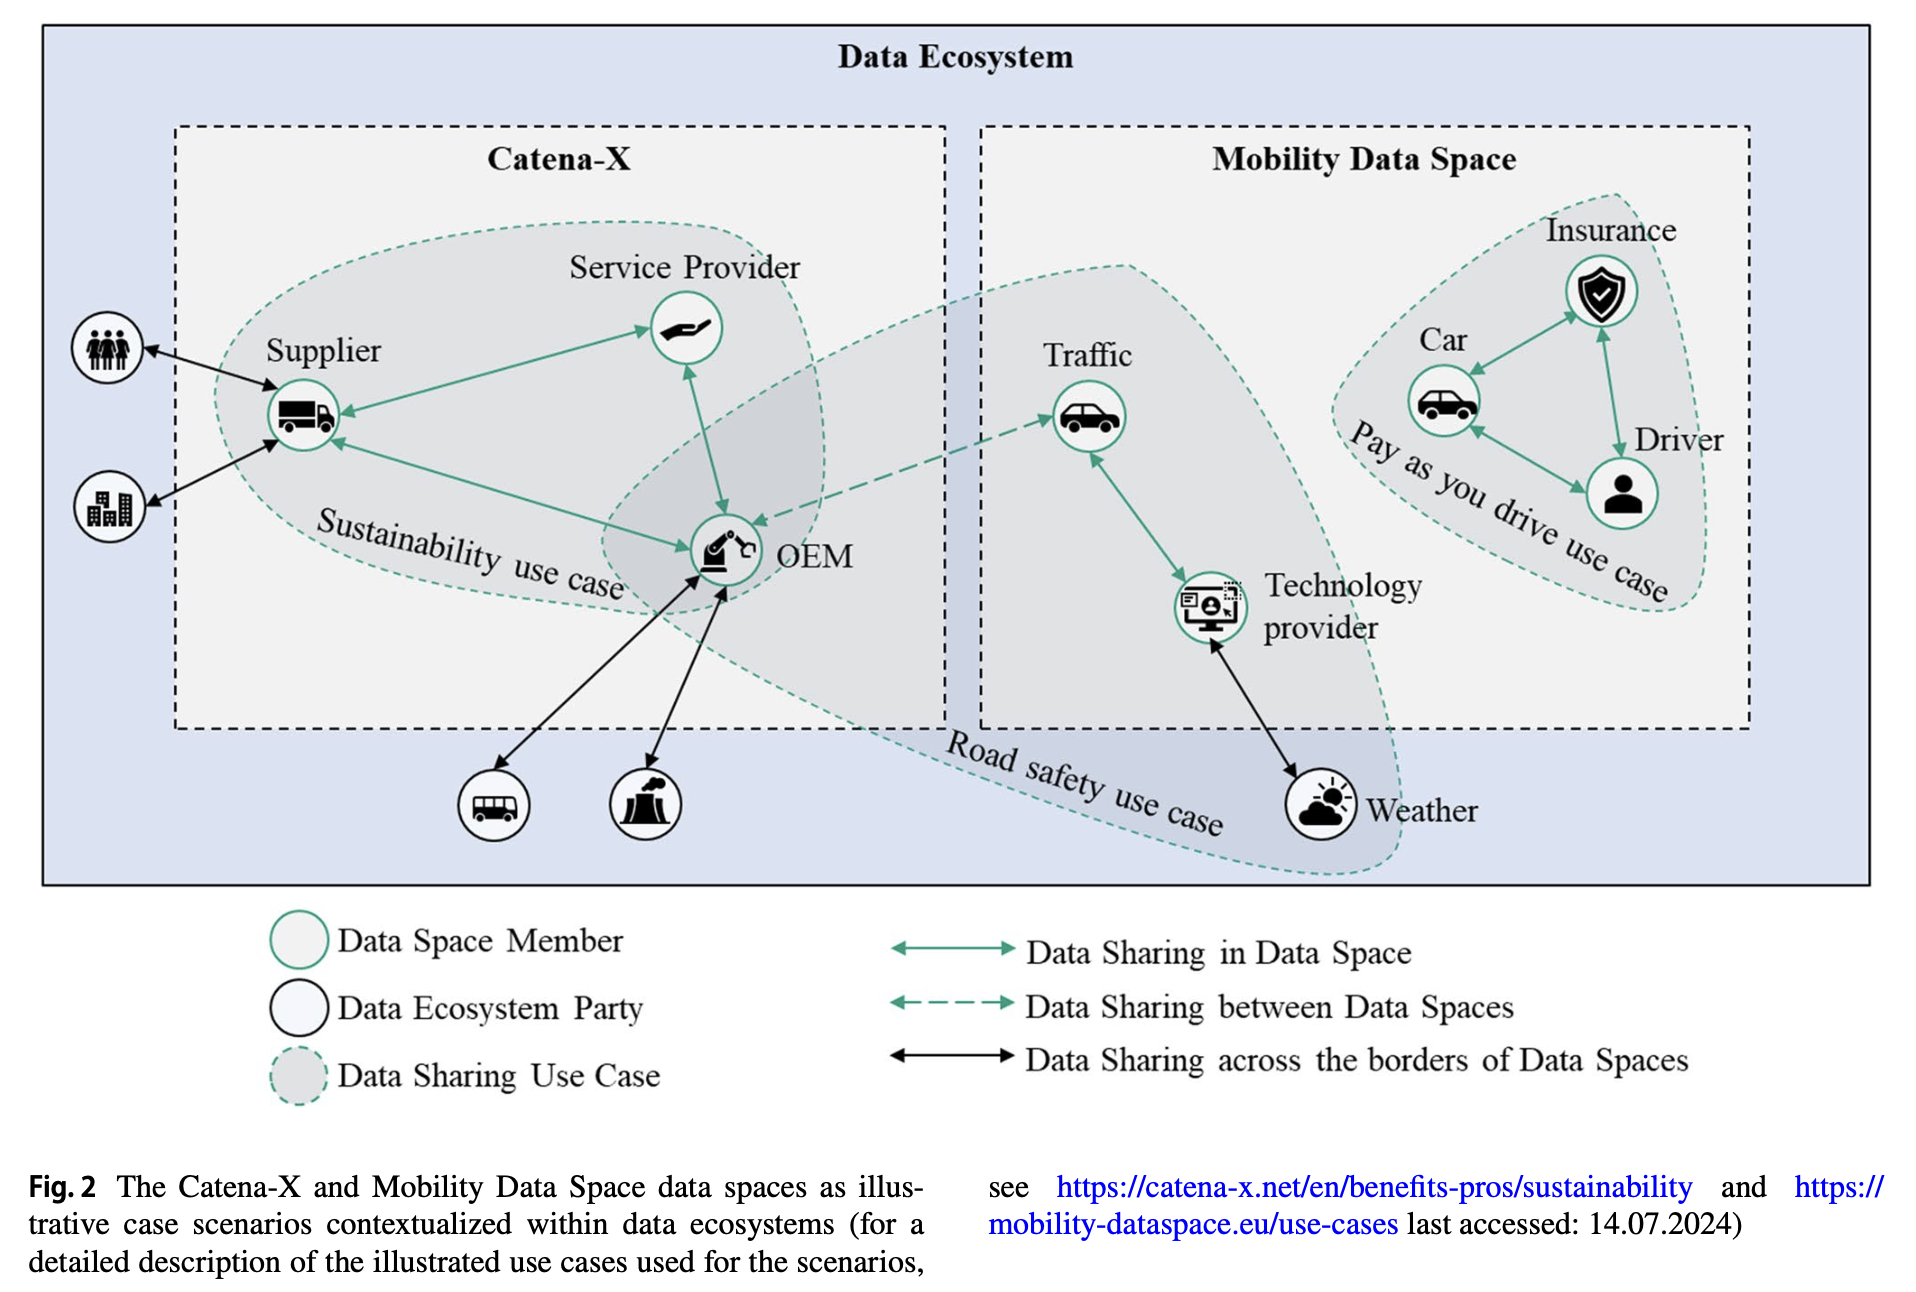 Data Ecosystem
Catena-X
Mobility Data Space
Service Provider
Supplier
OEM
Sustainability use case
Traffic
Technology
provider
Weather
Road safety use case
Insurance
Car
Driver
Pay as you drive use case
Data Space Member
Data Ecosystem Party
Data Sharing Use Case
Data Sharing in Data Space
Data Sharing between Data Spaces
Data Sharing across the borders of Data Spaces
Fig. 2 The Catena-X and Mobility Data Space data spaces as illus-
trative case scenarios contextualized within data ecosystems (for a
detailed description of the illustrated use cases used for the scenarios,
see https://catena-x.net/en/benefits-pros/sustainability and https://
mobility-dataspace.eu/use-cases last accessed: 14.07.2024)